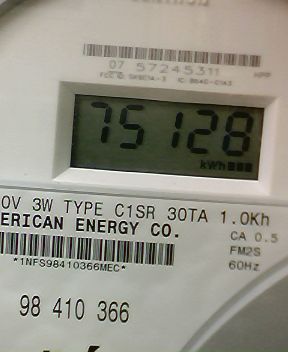 07 57245311
75128
kWh
0V 3W TYPE C1SR 30TA 1.0Kh
ERICAN ENERGY CO.
CA 0.5
FM2S
60Hz
*1NFS98410366MEC*
98 410 366